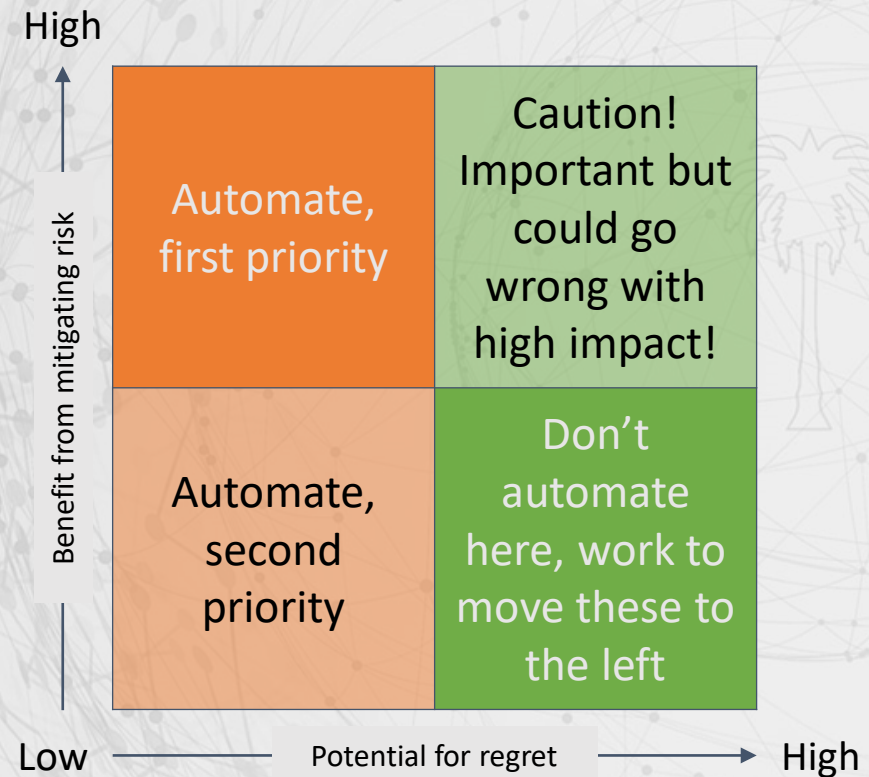 High
Benefit from mitigating risk
Automate,
first priority
Caution!
Important but
could go
wrong with
high impact!
Automate,
second
priority
Don’t
automate
here, work to
move these to
the left
Low
Potential for regret
High